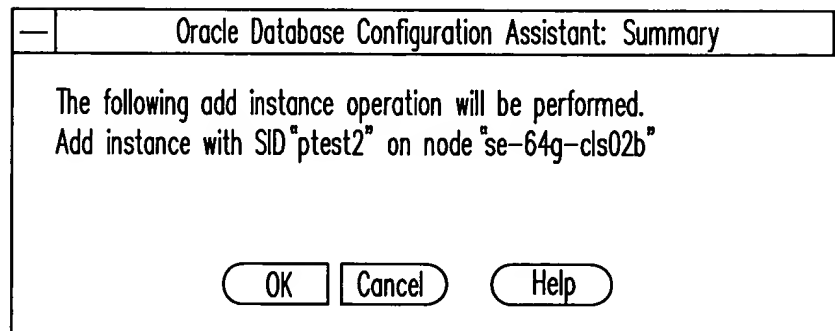 Oracle Database Configuration Assistant: Summary
The following add instance operation will be performed.
Add instance with SID "ptest2" on node "se-64g-cls02b"
OK Cancel Help